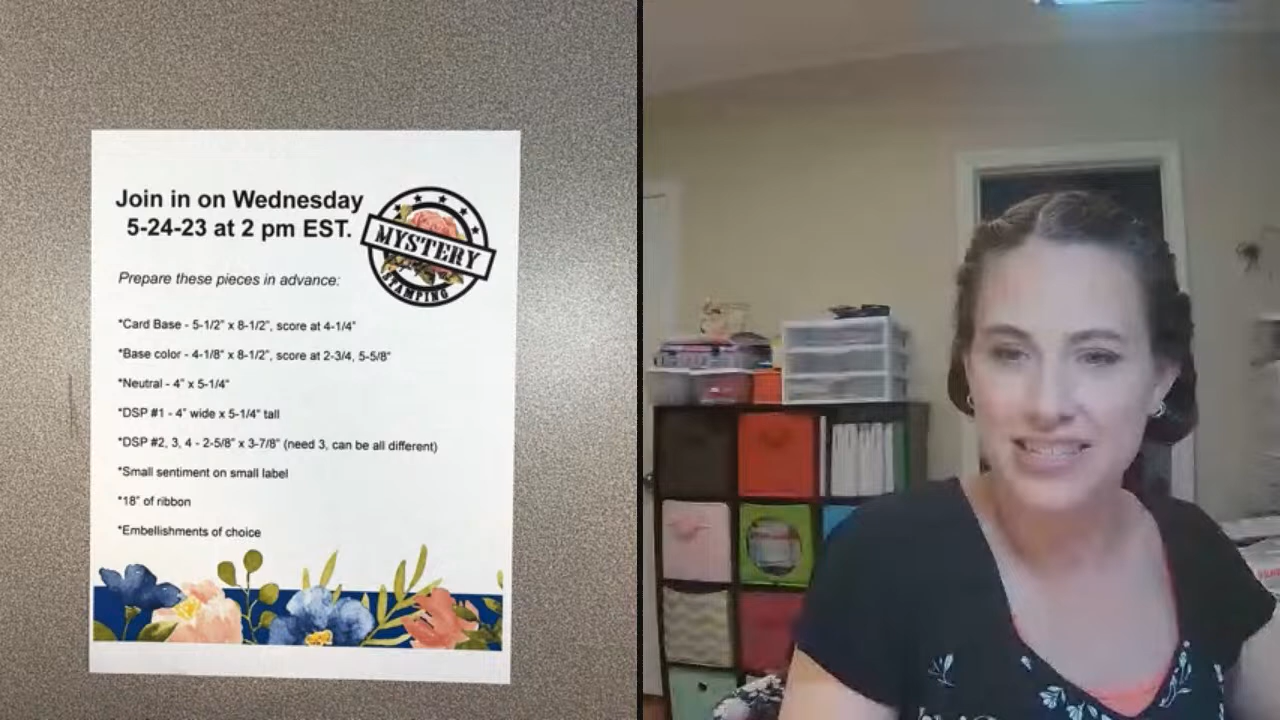 Join in on Wednesday
5-24-23 at 2 pm EST.
MYSTERY
STAMPING
Prepare these pieces in advance:
*Card Base - 5-1/2" x 8-1/2", score at 4-1/4"
*Base color - 4-1/8" x 8-1/2", score at 2-3/4, 5-5/8"
*Neutral - 4" x 5-1/4"
*DSP #1 - 4" wide x 5-1/4" tall
*DSP #2, 3, 4 - 2-5/8" x 3-7/8" (need 3, can be all different)
*Small sentiment on small label
*18" of ribbon
*Embellishments of choice